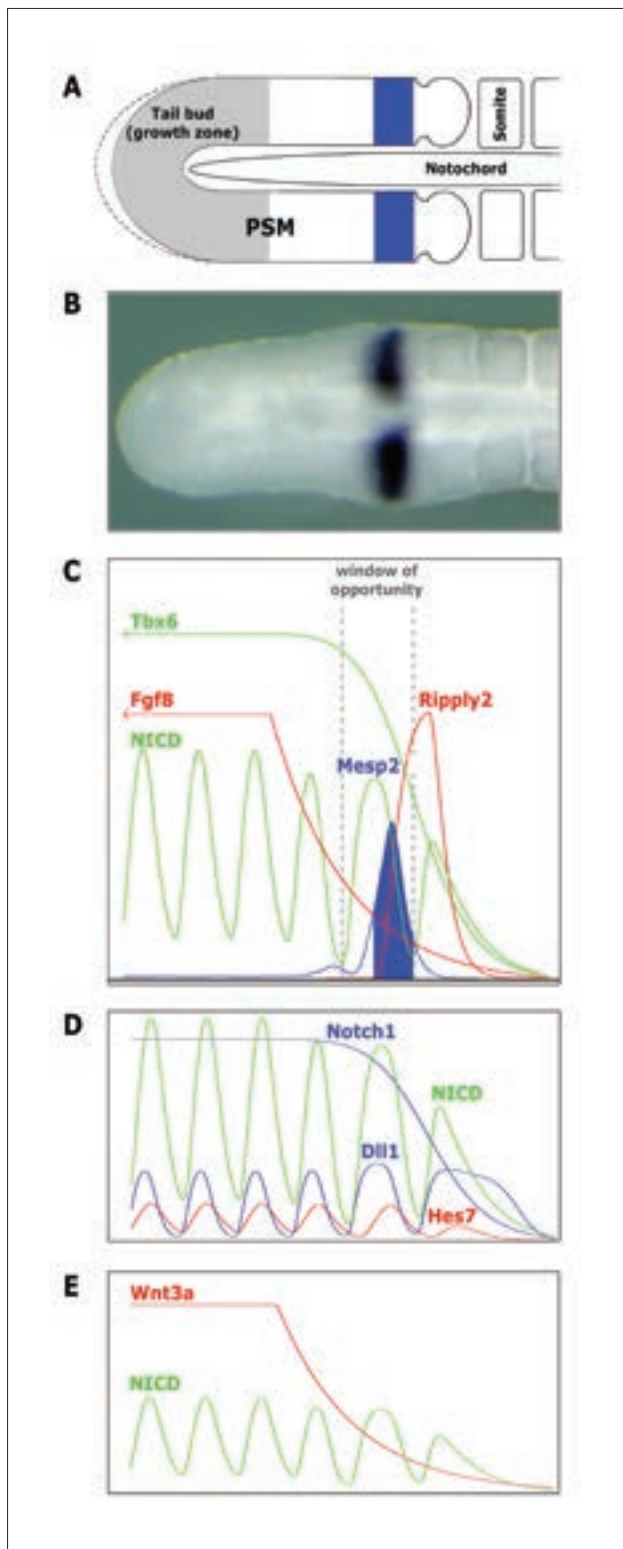 A
Tail bud
(growth zone)
Somite
Notochord
PSM
B
C
window of
opportunity
Tbx6
Fgf8
Ripply2
NICD
Mesp2
D
Notch1
NICD
Dll1
Hes7
E
Wnt3a
NICD